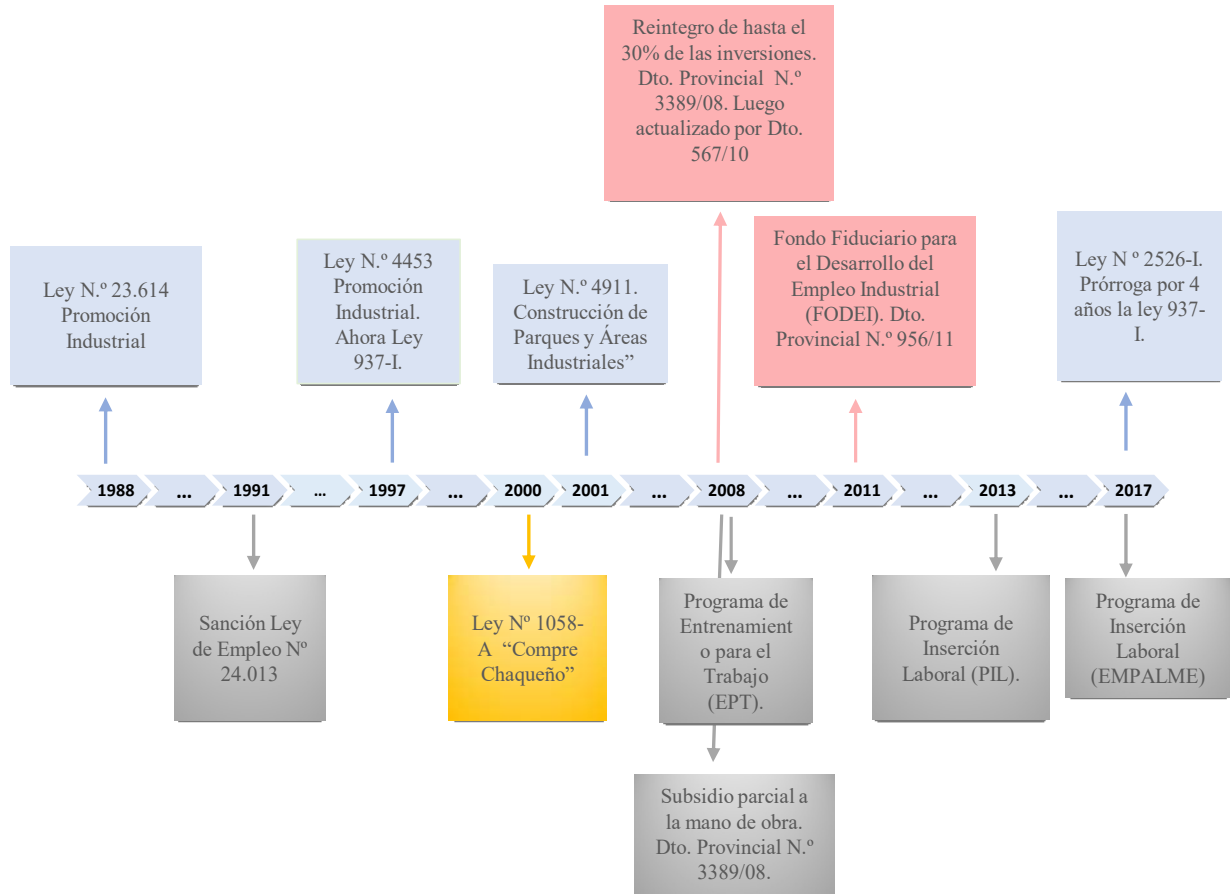 Reintegro de hasta el
30% de las inversiones.
Dto. Provincial N.º
3389/08. Luego
actualizado por Dto.
567/10
Ley N.º 23.614
Promoción
Industrial
Ley N.º 4453
Promoción
Industrial.
Ahora Ley
937-I.
Ley N.º 4911.
Construcción de
Parques y Áreas
Industriales”
Fondo Fiduciario para
el Desarrollo del
Empleo Industrial
(FODEI). Dto.
Provincial N.º 956/11
Ley N º 2526-I.
Prórroga por 4
años la ley 937-
I.
1988 ... 1991 ... 1997 ... 2000 2001 ... 2008 ... 2011 ... 2013 ... 2017
Sanción Ley
de Empleo Nº
24.013
Ley Nº 1058-
A “Compre
Chaqueño”
Programa de
Entrenamient
o para el
Trabajo
(EPT).
Programa de
Inserción
Laboral (PIL).
Programa de
Inserción
Laboral
(EMPALME)
Subsidio parcial a
la mano de obra.
Dto. Provincial N.º
3389/08.